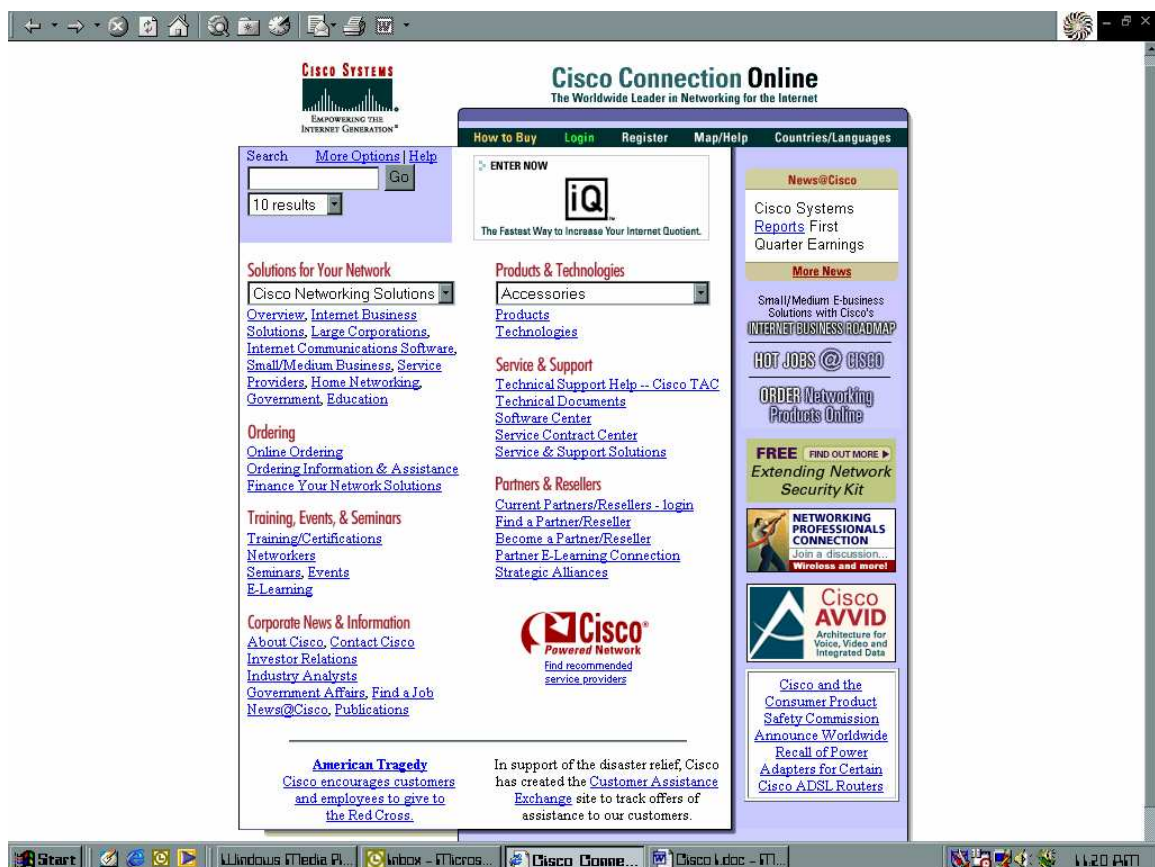 CISCO SYSTEMS
EMPOWERING THE
INTERNET GENERATION
Cisco Connection Online
The Worldwide Leader in Networking for the Internet
How to Buy Login Register Map/Help Countries/Languages
Search More Options | Help
Go
10 results
ENTER NOW
iQ
The Fastest Way to Increase Your Internet Quotient.
Solutions for Your Network
Cisco Networking Solutions
Overview, Internet Business
Solutions, Large Corporations,
Internet Communications Software,
Small/Medium Business, Service
Providers, Home Networking,
Government, Education
Ordering
Online Ordering
Ordering Information & Assistance
Finance Your Network Solutions
Training, Events, & Seminars
Training/Certifications
Networkers
Seminars, Events
E-Learning
Corporate News & Information
About Cisco, Contact Cisco
Investor Relations
Industry Analysts
Government Affairs, Find a Job
News@Cisco, Publications
Products & Technologies
Accessories
Products
Technologies
Service & Support
Technical Support Help -- Cisco TAC
Technical Documents
Software Center
Service Contract Center
Service & Support Solutions
Partners & Resellers
Current Partners/Resellers - login
Find a Partner/Reseller
Become a Partner/Reseller
Partner E-Learning Connection
Strategic Alliances
Cisco
Powered Network
Find recommended
service providers
American Tragedy
Cisco encourages customers
and employees to give to
the Red Cross.
In support of the disaster relief, Cisco
has created the Customer Assistance
Exchange site to track offers of
assistance to our customers.
News@Cisco
Cisco Systems
Reports First
Quarter Earnings
More News
Small/Medium E-business
Solutions with Cisco's
INTERNET BUSINESS ROADMAP
HOT JOBS @ CISCO
ORDER Networking
Products Online
FREE FIND OUT MORE
Extending Network
Security Kit
NETWORKING
PROFESSIONALS
CONNECTION
Join a discussion...
Wireless and more!
Cisco
AVVID
Architecture for
Voice, Video and
Integrated Data
Cisco and the
Consumer Product
Safety Commission
Announce Worldwide
Recall of Power
Adapters for Certain
Cisco ADSL Routers
Start Windows Media Pl... Inbox - Micros... Cisco Conne... Cisco 1.doc - M... 11:20 AM